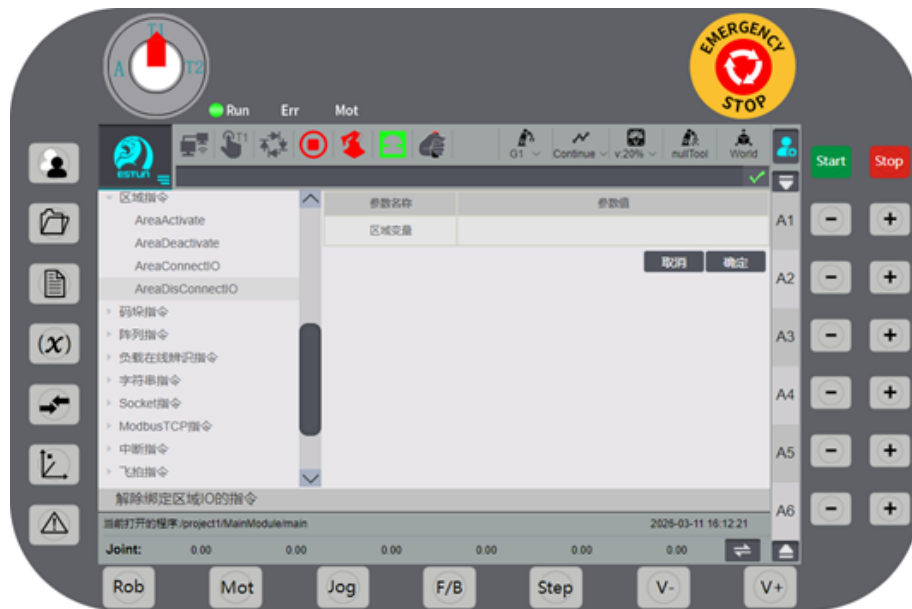 T1
A
T2
EMERGENCY
STOP
Run Err Mot
ESTUN
T1
G1 Continue v:20% nullTool World
Start Stop
区域指令
AreaActivate
AreaDeactivate
AreaConnectIO
AreaDisConnectIO
码垛指令
阵列指令
负载在线辨识指令
字符串指令
Socket指令
ModbusTCP指令
中断指令
飞拍指令
参数名称 参数值
区域变量
取消 确定
A1 - +
A2 - +
A3 - +
A4 - +
A5 - +
A6 - +
(x)
解除绑定区域IO的指令
当前打开的程序:/project1/MainModule/main 2026-03-11 16:12:21
Joint: 0.00 0.00 0.00 0.00 0.00 0.00
Rob Mot Jog F/B Step V- V+